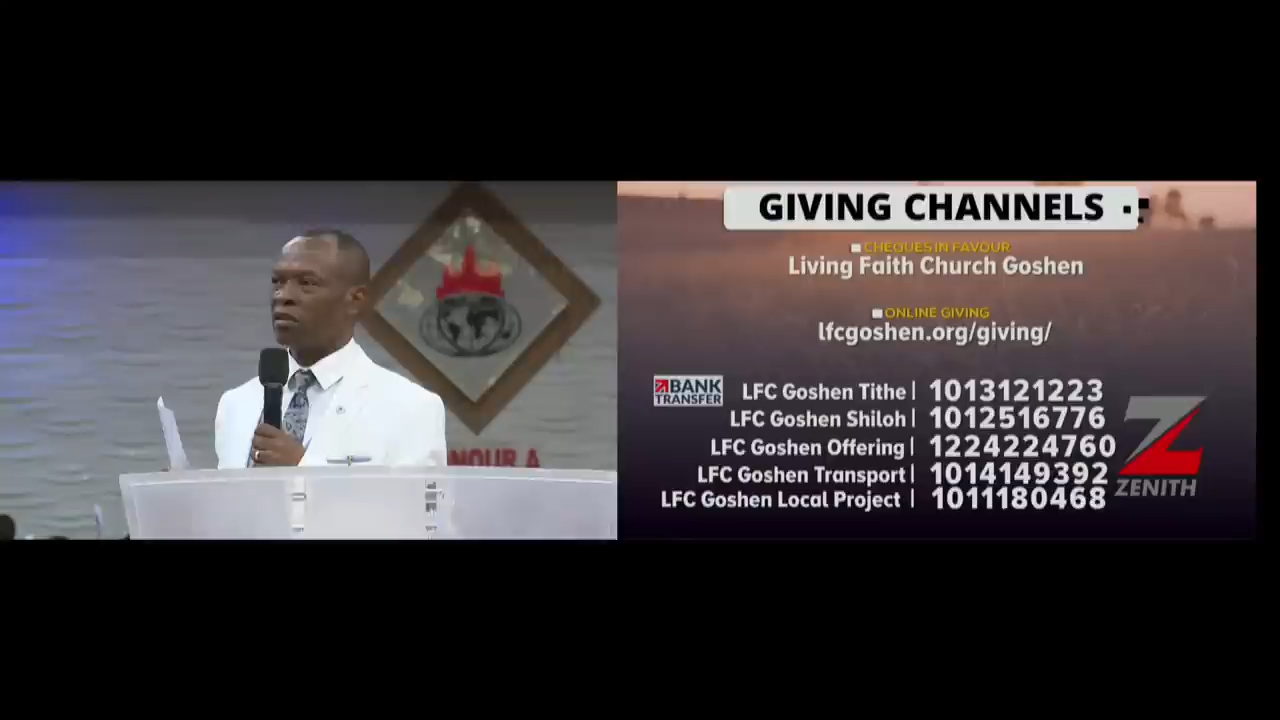 GIVING CHANNELS
CHEQUES IN FAVOUR
Living Faith Church Goshen
ONLINE GIVING
lfcgoshen.org/giving/
BANK TRANSFER
LFC Goshen Tithe | 1013121223
LFC Goshen Shiloh | 1012516776
LFC Goshen Offering | 1224224760
LFC Goshen Transport | 1014149392
LFC Goshen Local Project | 1011180468
ZENITH